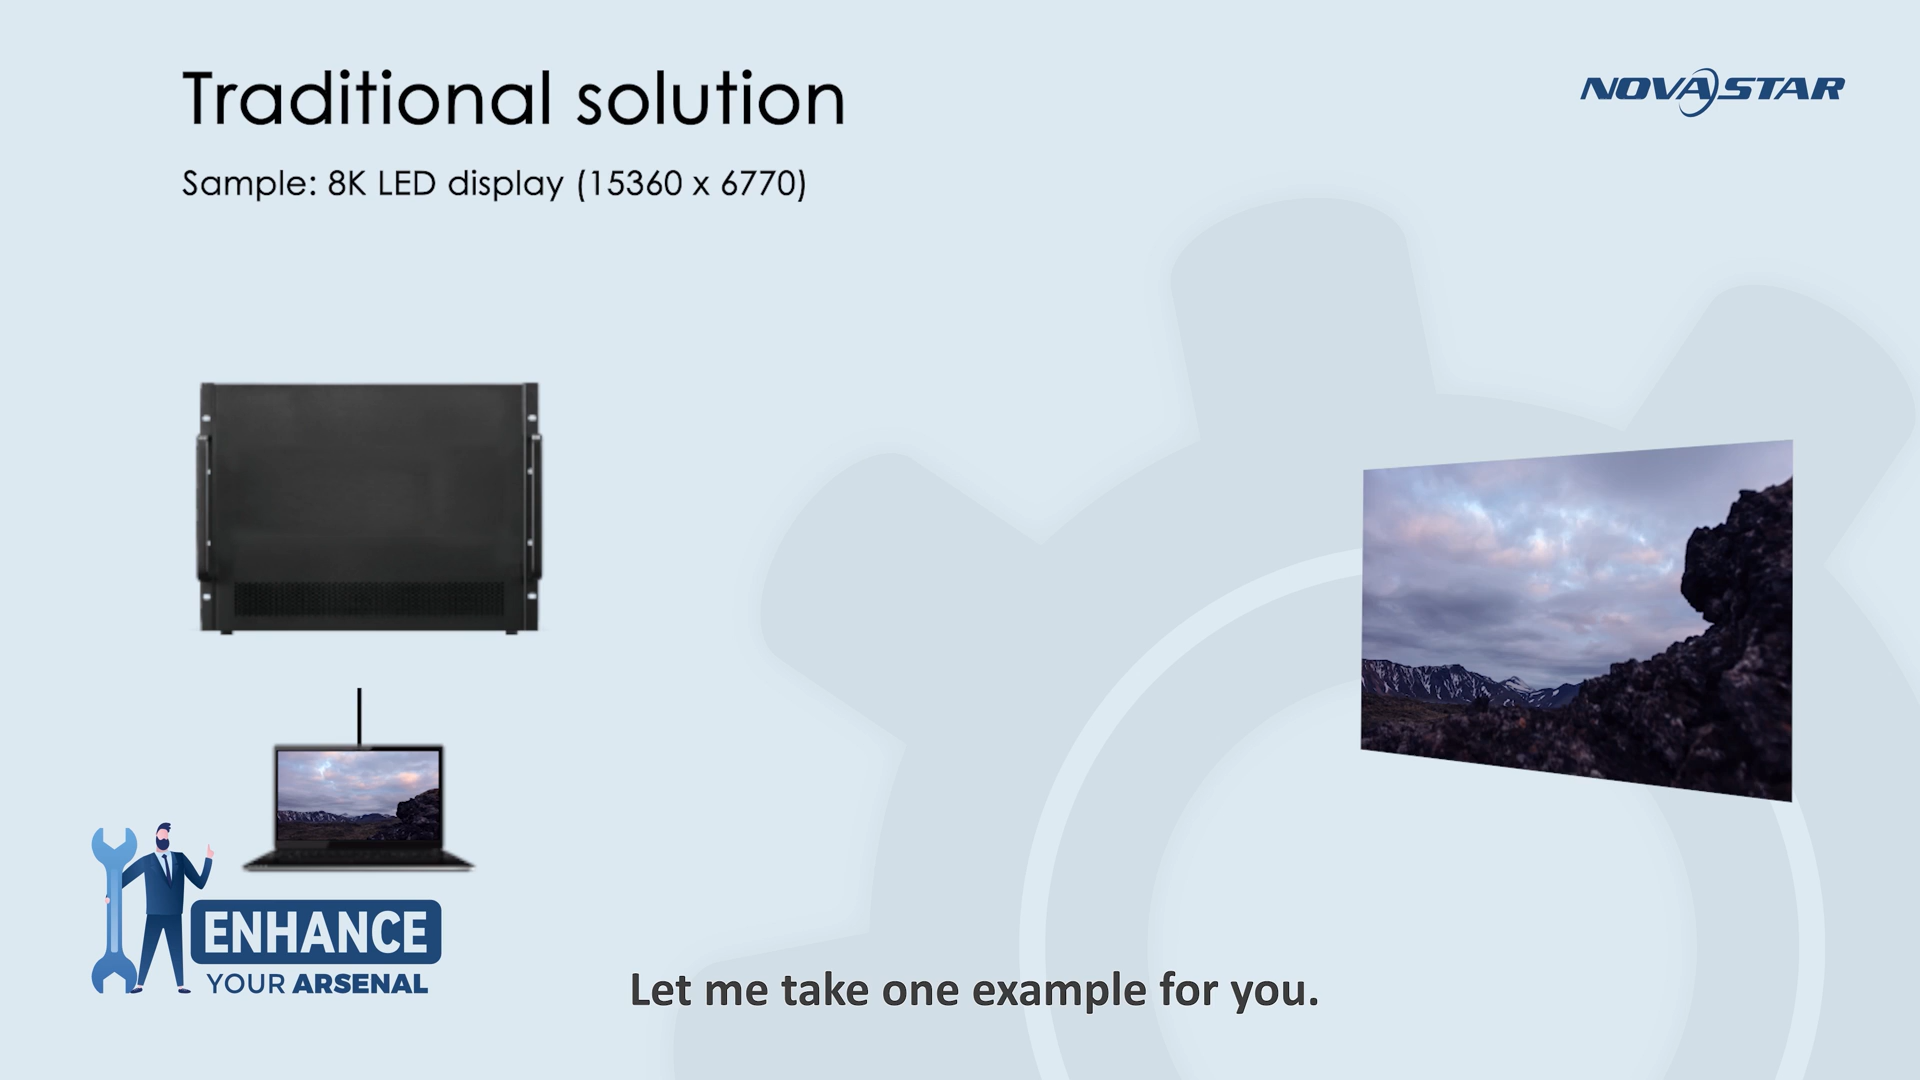 Traditional solution
NOVASTAR
Sample: 8K LED display (15360 x 6770)
ENHANCE
YOUR ARSENAL
Let me take one example for you.